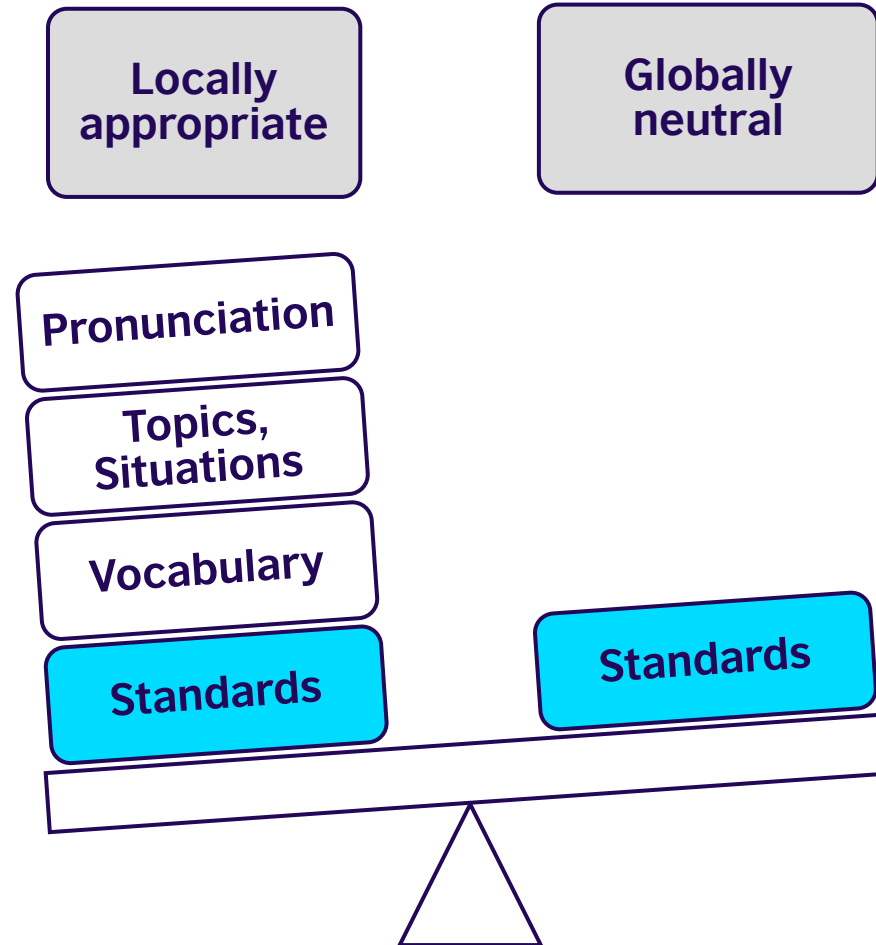 Locally
appropriate
Globally
neutral
Pronunciation
Topics,
Situations
Vocabulary
Standards
Standards